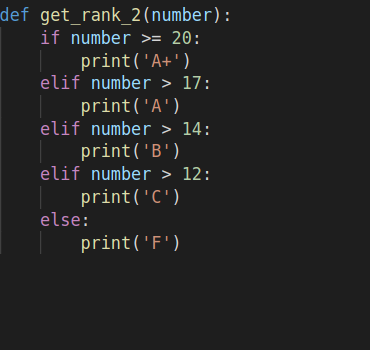 def get_rank_2(number):
    if number >= 20:
        print('A+')
    elif number > 17:
        print('A')
    elif number > 14:
        print('B')
    elif number > 12:
        print('C')
    else:
        print('F')